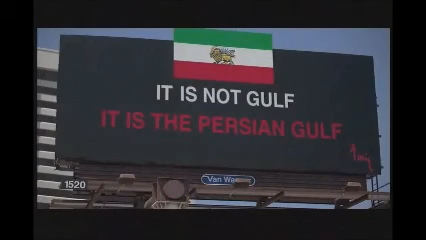 IT IS NOT GULF
IT IS THE PERSIAN GULF
1520